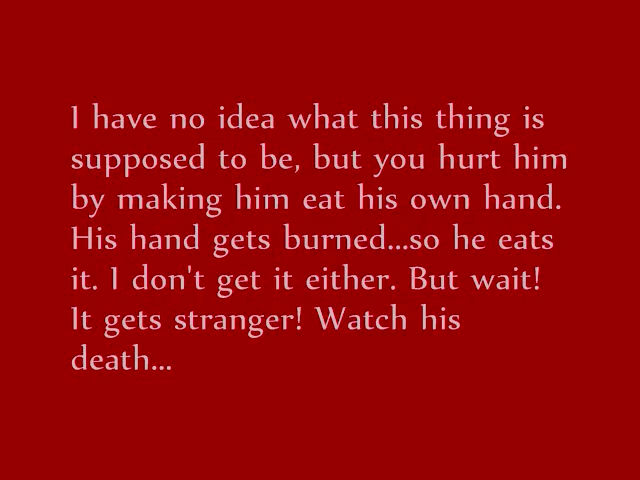 I have no idea what this thing is
supposed to be, but you hurt him
by making him eat his own hand.
His hand gets burned...so he eats
it. I don't get it either. But wait!
It gets stranger! Watch his
death...